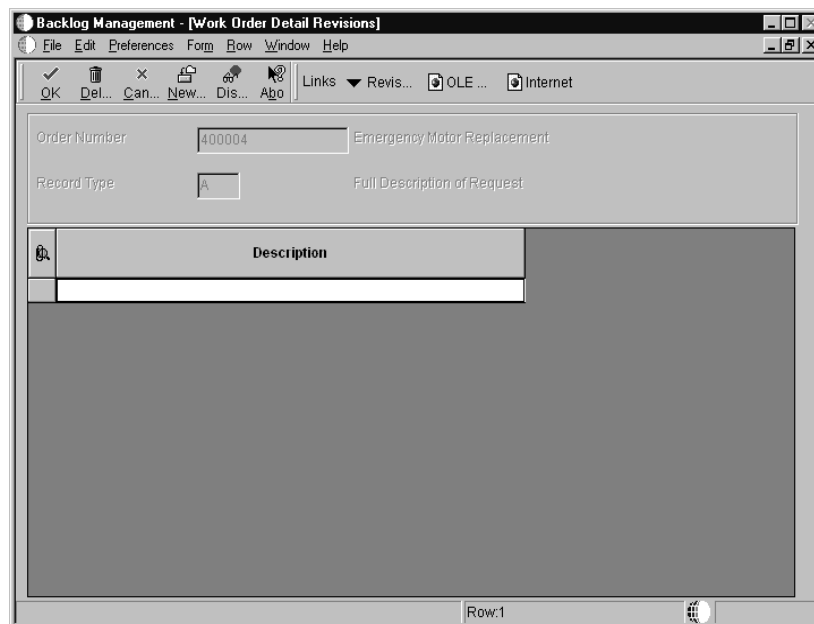 Backlog Management - [Work Order Detail Revisions]
File Edit Preferences Form Row Window Help
OK Del... Can... New... Dis... Abo Links Revis... OLE ... Internet
Order Number 400004 Emergency Motor Replacement
Record Type A Full Description of Request
Description
Row:1